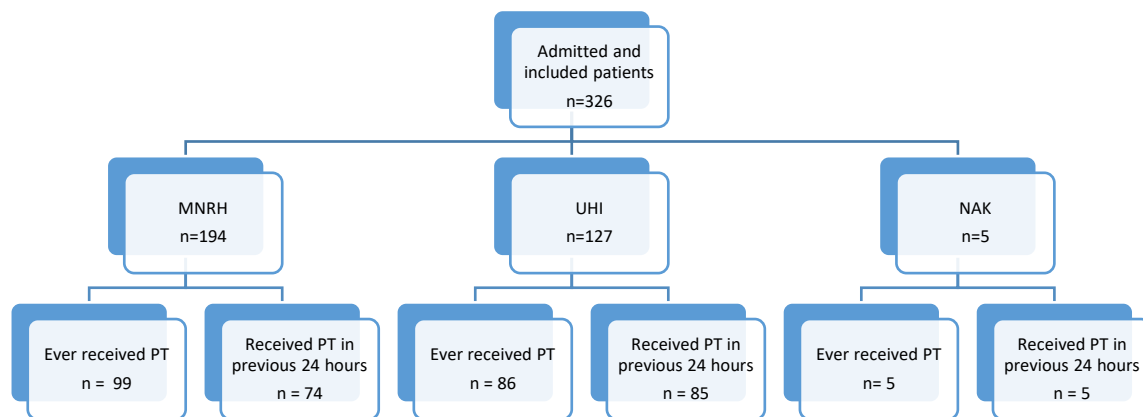 Admitted and
included patients
n=326
MNRH
n=194
UHI
n=127
NAK
n=5
Ever received PT
n = 99
Received PT in
previous 24 hours
n = 74
Ever received PT
n = 86
Received PT in
previous 24 hours
n = 85
Ever received PT
n= 5
Received PT in
previous 24 hours
n = 5